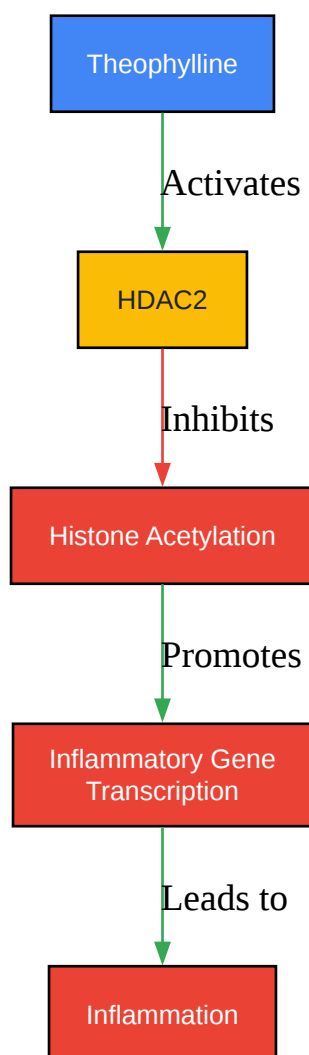 Theophylline
Activates
HDAC2
Inhibits
Histone Acetylation
Promotes
Inflammatory Gene
Transcription
Leads to
Inflammation